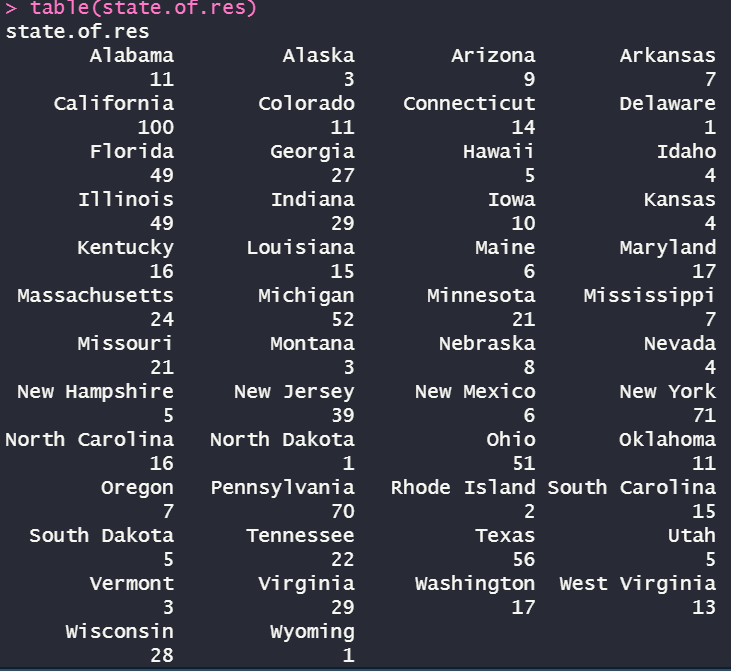 > table(state.of.res)
state.of.res
Alabama Alaska Arizona Arkansas
11 3 9 7
California Colorado Connecticut Delaware
100 11 14 1
Florida Georgia Hawaii Idaho
49 27 5 4
Illinois Indiana Iowa Kansas
49 29 10 4
Kentucky Louisiana Maine Maryland
16 15 6 17
Massachusetts Michigan Minnesota Mississippi
24 52 21 7
Missouri Montana Nebraska Nevada
21 3 8 4
New Hampshire New Jersey New Mexico New York
5 39 6 71
North Carolina North Dakota Ohio Oklahoma
16 1 51 11
Oregon Pennsylvania Rhode Island South Carolina
7 70 2 15
South Dakota Tennessee Texas Utah
5 22 56 5
Vermont Virginia Washington West Virginia
3 29 17 13
Wisconsin Wyoming
28 1